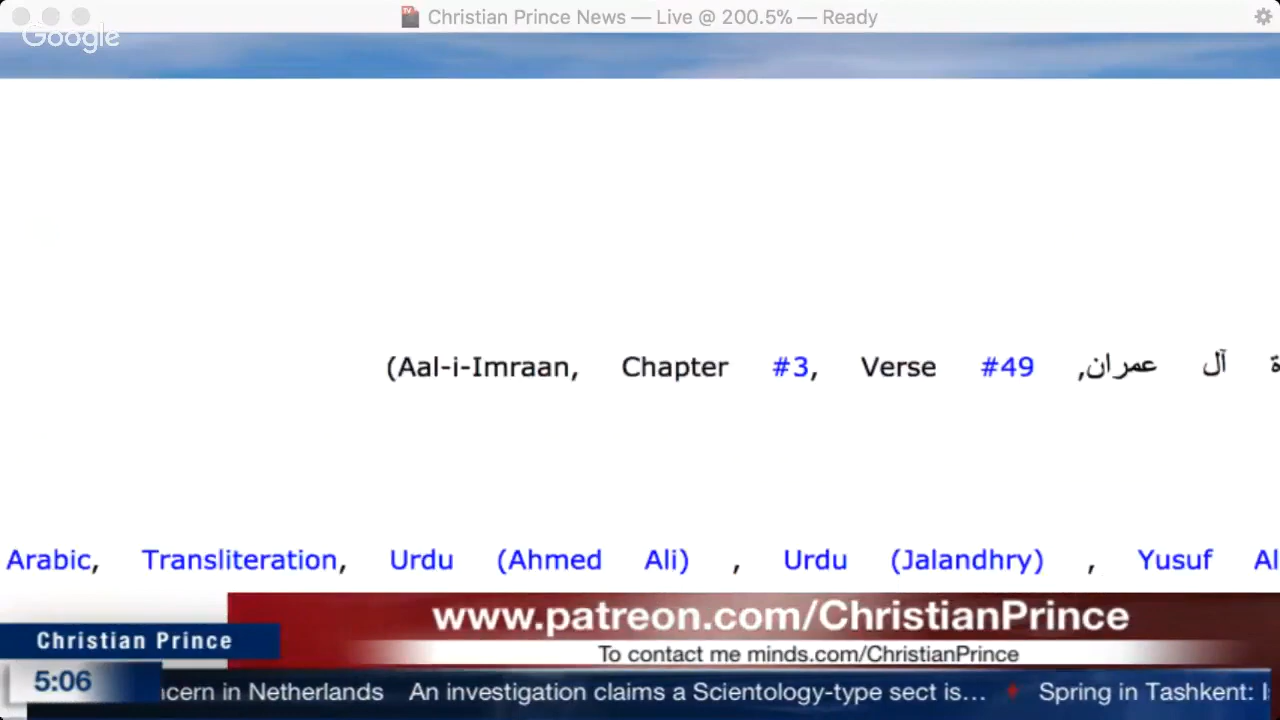 Christian Prince News — Live @ 200.5% — Ready
Google
(Aal-i-Imraan, Chapter #3, Verse #49 ,آل عمران
Arabic, Transliteration, Urdu (Ahmed Ali) , Urdu (Jalandhry) , Yusuf
www.patreon.com/ChristianPrince
To contact me minds.com/ChristianPrince
Christian Prince
5:06
in Netherlands An investigation claims a Scientology-type sect is... Spring in Tashkent: